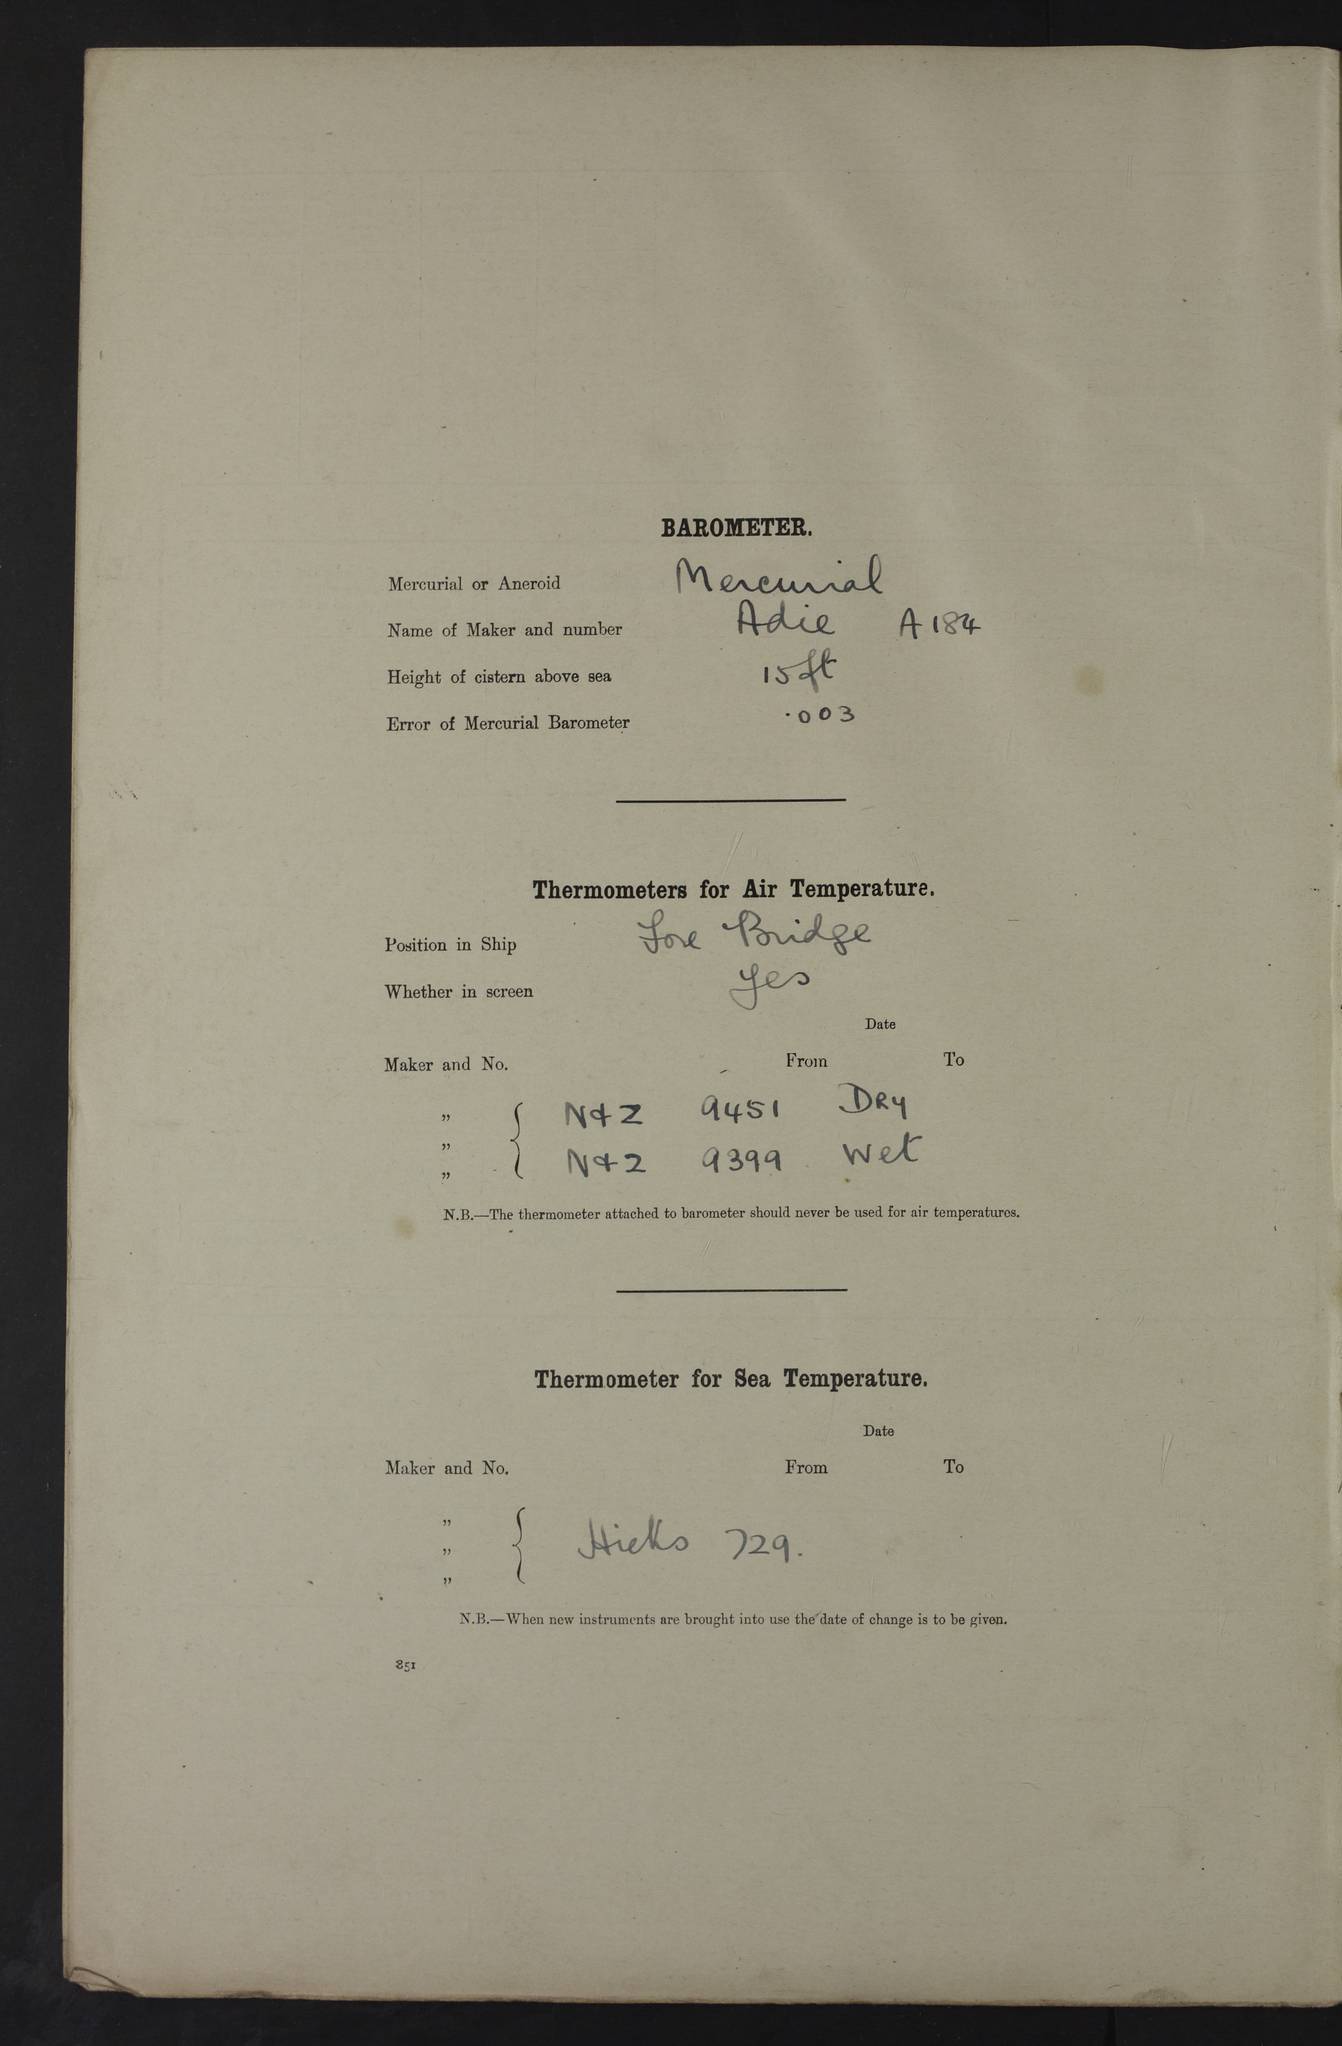 BAROMETER.
Mercurial or Aneroid Mercurial
Name of Maker and number Adie A184
Height of cistern above sea 15ft
Error of Mercurial Barometer .003
Thermometers for Air Temperature.
Position in Ship Fore Bridge
Whether in screen Yes
Date
Maker and No. From To
„ { N&Z 9451 Dry
„
„ N&Z 9399 Wet
N.B.—The thermometer attached to barometer should never be used for air temperatures.
Thermometer for Sea Temperature.
Date
Maker and No. From To
„
„ { Hicks 729.
„
N.B.—When new instruments are brought into use the date of change is to be given.
851